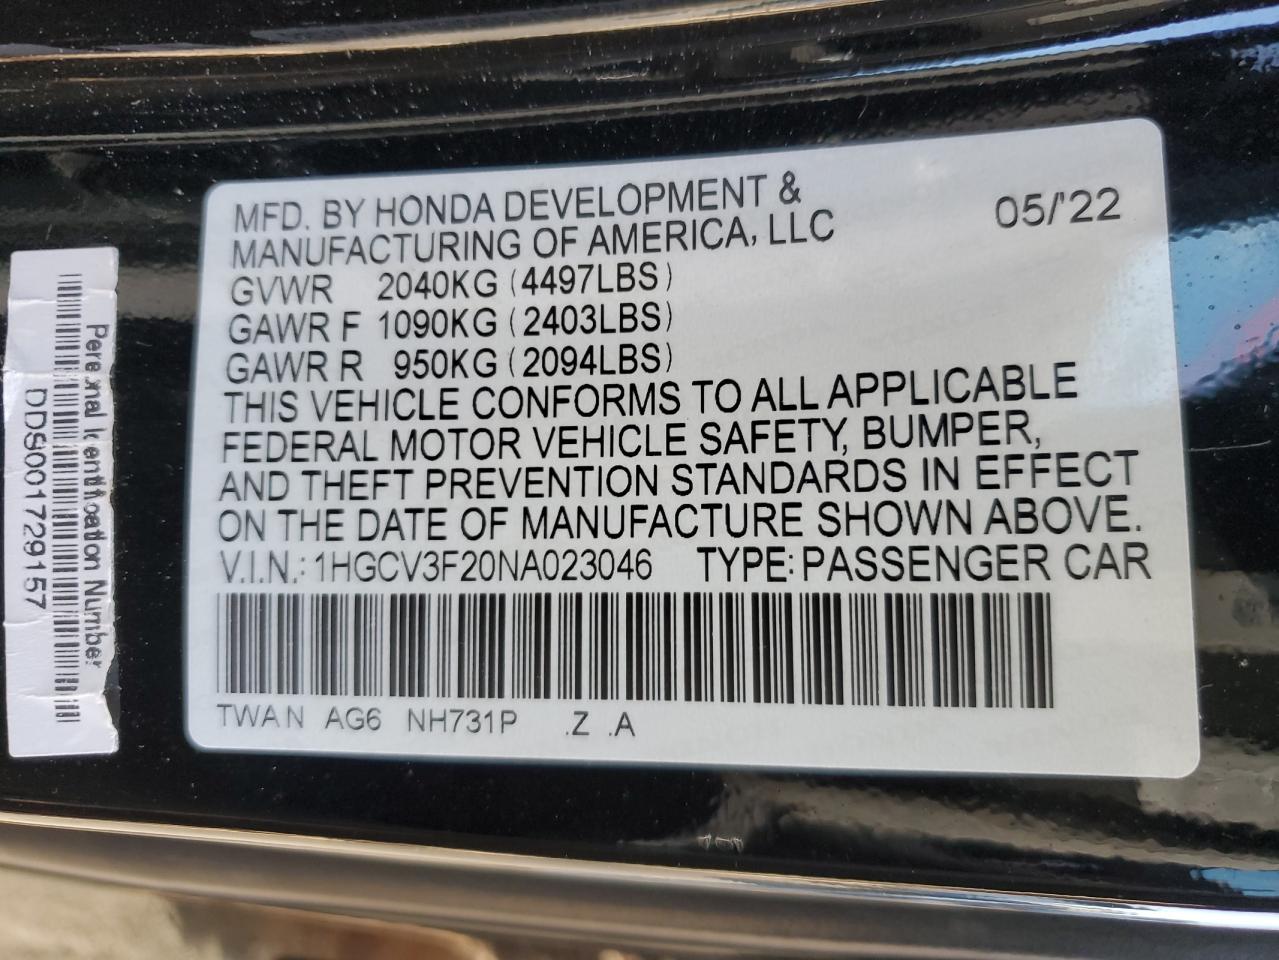 MFD. BY HONDA DEVELOPMENT &
MANUFACTURING OF AMERICA, LLC
05/'22
GVWR 2040KG (4497LBS)
GAWR F 1090KG (2403LBS)
GAWR R 950KG (2094LBS)
THIS VEHICLE CONFORMS TO ALL APPLICABLE
FEDERAL MOTOR VEHICLE SAFETY, BUMPER,
AND THEFT PREVENTION STANDARDS IN EFFECT
ON THE DATE OF MANUFACTURE SHOWN ABOVE.
V.I.N.: 1HGCV3F20NA023046 TYPE: PASSENGER CAR
TWAN AG6 NH731P .Z .A
Personal Identification Number
DDS001729157